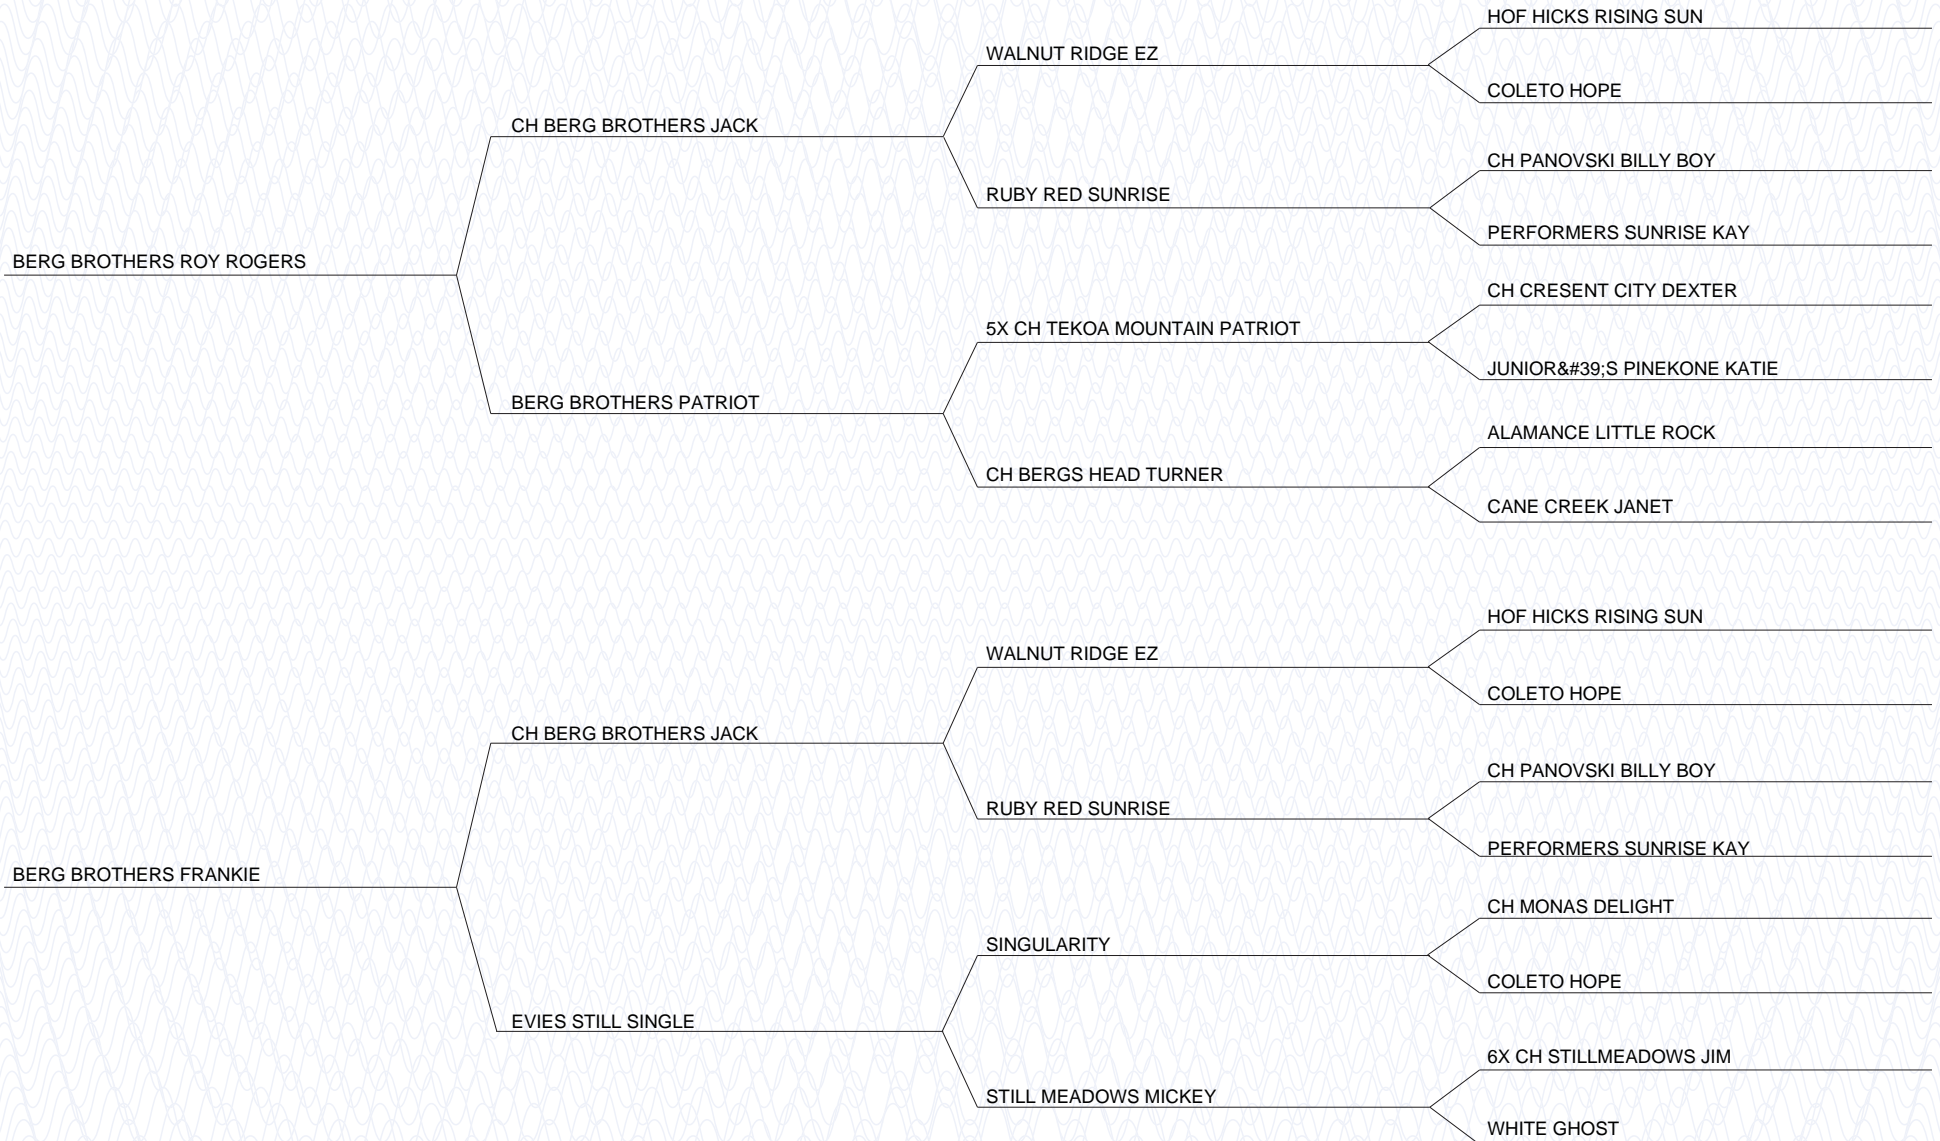 HOF HICKS RISING SUN
WALNUT RIDGE EZ
COLETO HOPE
CH BERG BROTHERS JACK
CH PANOVSKI BILLY BOY
RUBY RED SUNRISE
PERFORMERS SUNRISE KAY
BERG BROTHERS ROY ROGERS
CH CRESENT CITY DEXTER
5X CH TEKOA MOUNTAIN PATRIOT
JUNIOR&#39;S PINEKONE KATIE
BERG BROTHERS PATRIOT
ALAMANCE LITTLE ROCK
CH BERGS HEAD TURNER
CANE CREEK JANET
HOF HICKS RISING SUN
WALNUT RIDGE EZ
COLETO HOPE
CH BERG BROTHERS JACK
CH PANOVSKI BILLY BOY
RUBY RED SUNRISE
PERFORMERS SUNRISE KAY
BERG BROTHERS FRANKIE
CH MONAS DELIGHT
SINGULARITY
COLETO HOPE
EVIES STILL SINGLE
6X CH STILLMEADOWS JIM
STILL MEADOWS MICKEY
WHITE GHOST